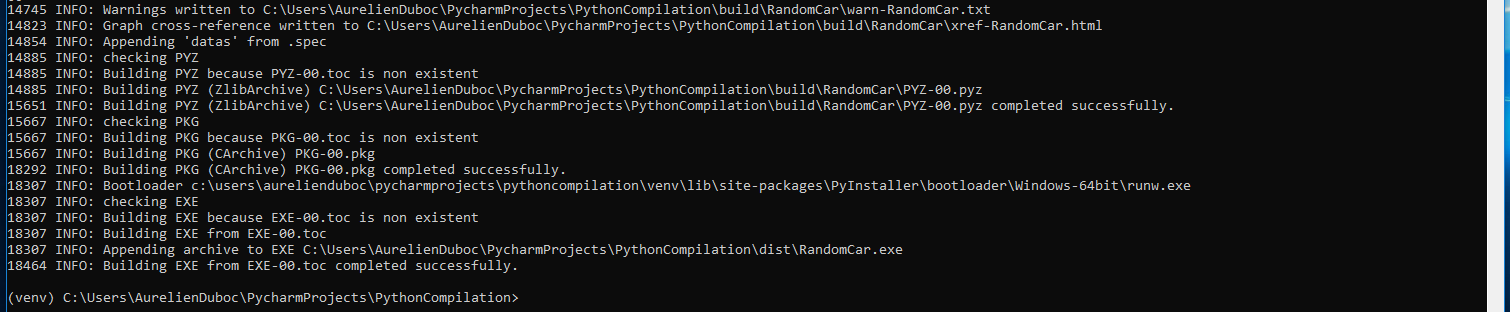 14745 INFO: Warnings written to C:\Users\AurelienDuboc\PycharmProjects\PythonCompilation\build\RandomCar\warn-RandomCar.txt
14823 INFO: Graph cross-reference written to C:\Users\AurelienDuboc\PycharmProjects\PythonCompilation\build\RandomCar\xref-RandomCar.html
14854 INFO: Appending 'datas' from .spec
14885 INFO: checking PYZ
14885 INFO: Building PYZ because PYZ-00.toc is non existent
14885 INFO: Building PYZ (ZlibArchive) C:\Users\AurelienDuboc\PycharmProjects\PythonCompilation\build\RandomCar\PYZ-00.pyz
15651 INFO: Building PYZ (ZlibArchive) C:\Users\AurelienDuboc\PycharmProjects\PythonCompilation\build\RandomCar\PYZ-00.pyz completed successfully.
15667 INFO: checking PKG
15667 INFO: Building PKG because PKG-00.toc is non existent
15667 INFO: Building PKG (CArchive) PKG-00.pkg
18292 INFO: Building PKG (CArchive) PKG-00.pkg completed successfully.
18307 INFO: Bootloader c:\users\aurelienduboc\pycharmprojects\pythoncompilation\venv\lib\site-packages\PyInstaller\bootloader\Windows-64bit\runw.exe
18307 INFO: checking EXE
18307 INFO: Building EXE because EXE-00.toc is non existent
18307 INFO: Building EXE from EXE-00.toc
18307 INFO: Appending archive to EXE C:\Users\AurelienDuboc\PycharmProjects\PythonCompilation\dist\RandomCar.exe
18464 INFO: Building EXE from EXE-00.toc completed successfully.
(venv) C:\Users\AurelienDuboc\PycharmProjects\PythonCompilation>